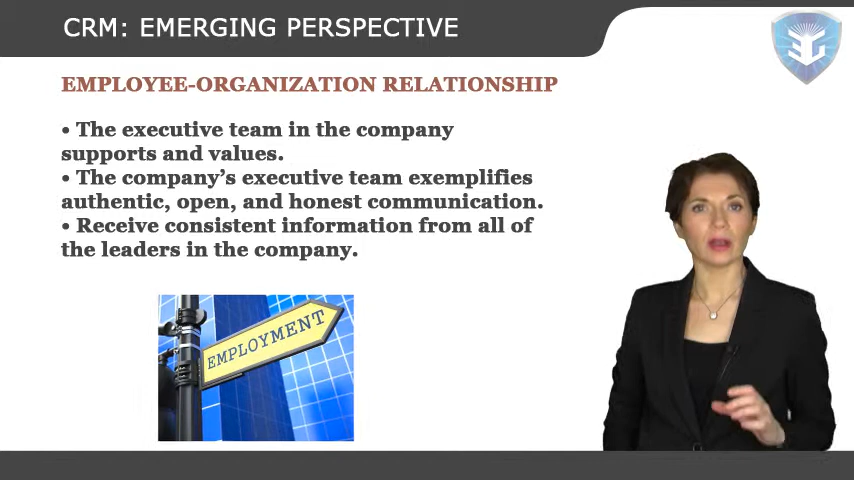 CRM: EMERGING PERSPECTIVE
EMPLOYEE-ORGANIZATION RELATIONSHIP
• The executive team in the company
supports and values.
• The company’s executive team exemplifies
authentic, open, and honest communication.
• Receive consistent information from all of
the leaders in the company.
EMPLOYMENT